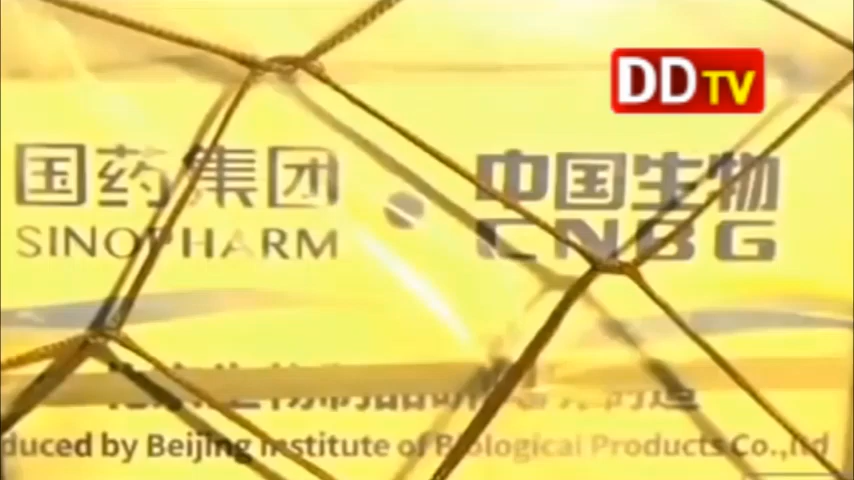 DDTV
国药集团 中国生物
SINOPHARM CNBG
duced by Beijing Institute of Biological Products Co.,ltd